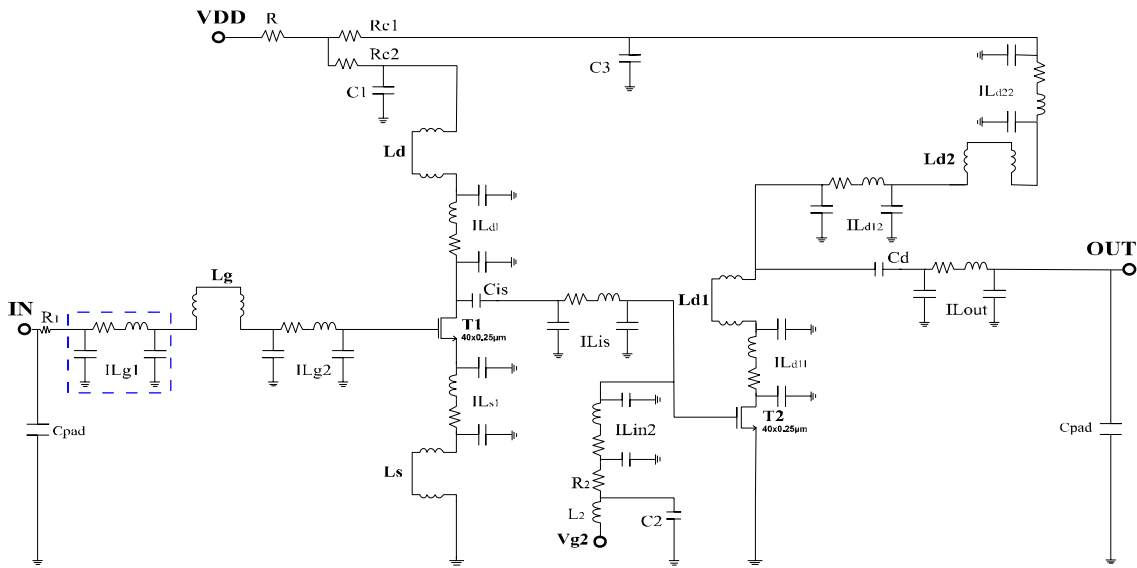 VDD
R
Rc1
Rc2
C1
C3
ILd22
Ld
Ld2
ILd1
ILd12
OUT
Cd
Lg
Cis
Ld1
ILout
IN
R1
T1
40x0.25µm
ILg1
ILg2
ILis
ILd11
ILs1
T2
40x0.25µm
Cpad
ILin2
Cpad
Ls
R2
L2
C2
Vg2